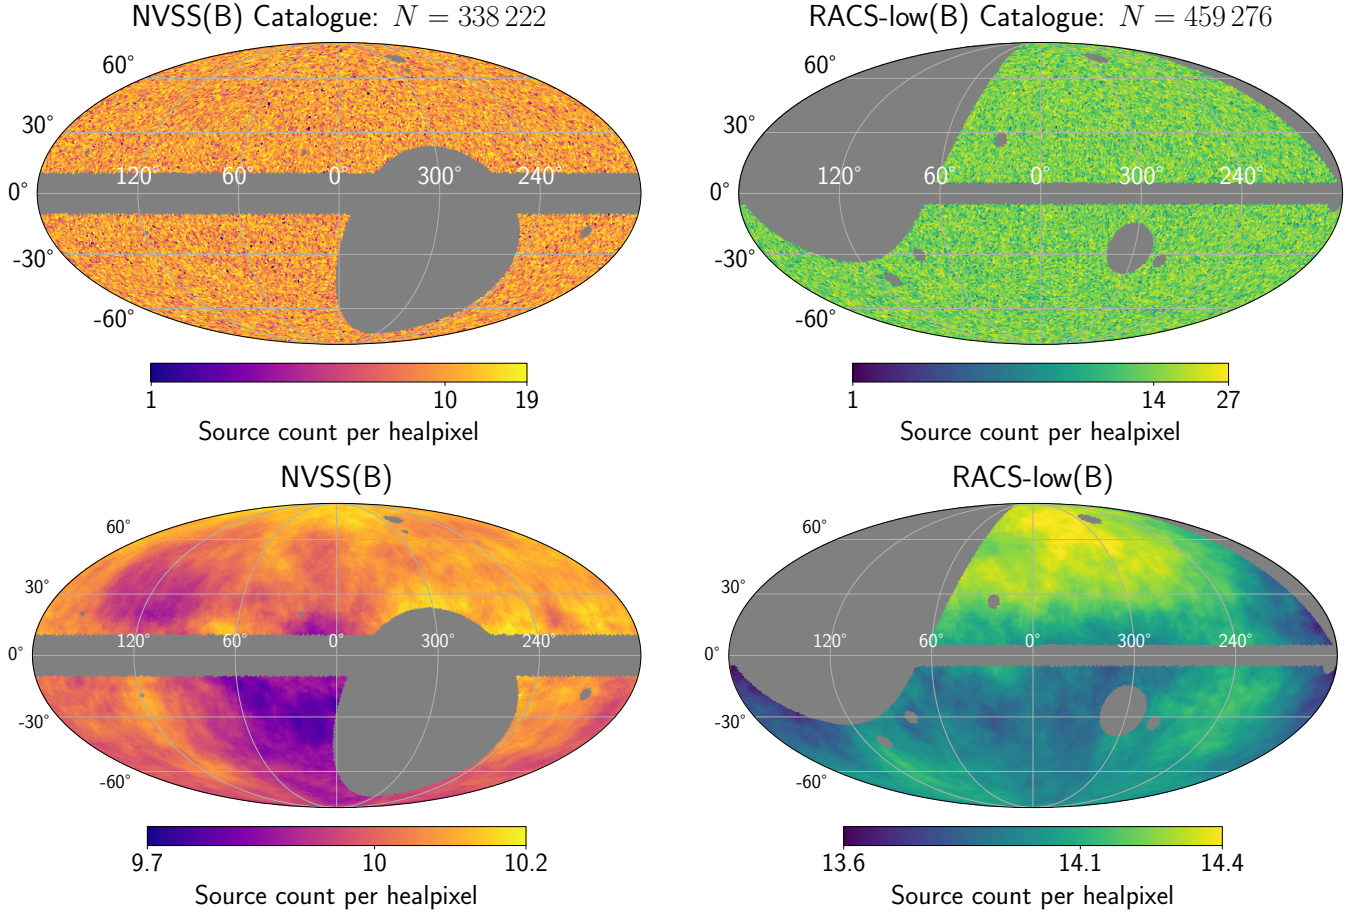 NVSS(B) Catalogue: N = 338 222
60°
30°
0°
-30°
-60°
120° 60° 0° 300° 240°
1 10 19
Source count per healpixel
RACS-low(B) Catalogue: N = 459 276
60°
30°
0°
-30°
-60°
120° 60° 0° 300° 240°
1 14 27
Source count per healpixel
NVSS(B)
60°
30°
0°
-30°
-60°
120° 60° 0° 300° 240°
9.7 10 10.2
Source count per healpixel
RACS-low(B)
60°
30°
0°
-30°
-60°
120° 60° 0° 300° 240°
13.6 14.1 14.4
Source count per healpixel